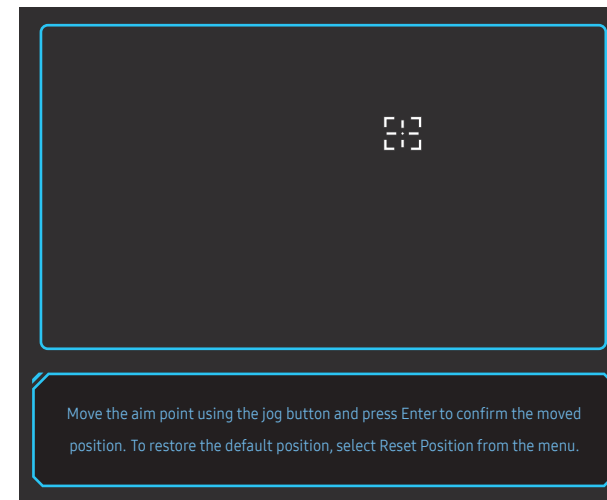 Move the aim point using the jog button and press Enter to confirm the moved
position. To restore the default position, select Reset Position from the menu.